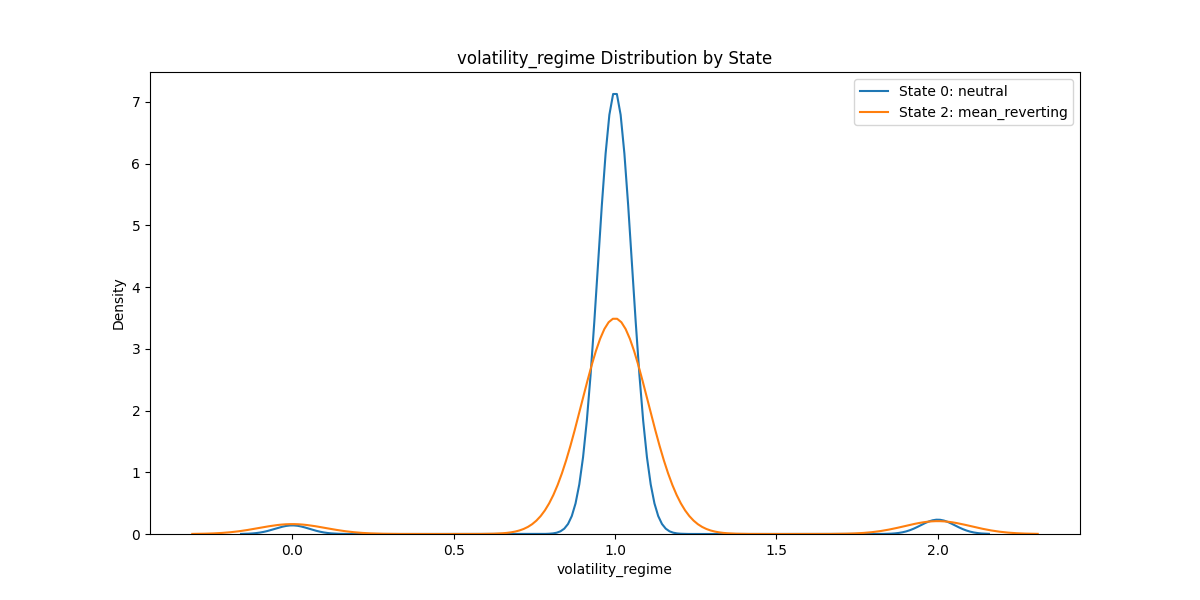 volatility_regime Distribution by State
State 0: neutral
State 2: mean_reverting
Density
7
6
5
4
3
2
1
0
0.0 0.5 1.0 1.5 2.0
volatility_regime